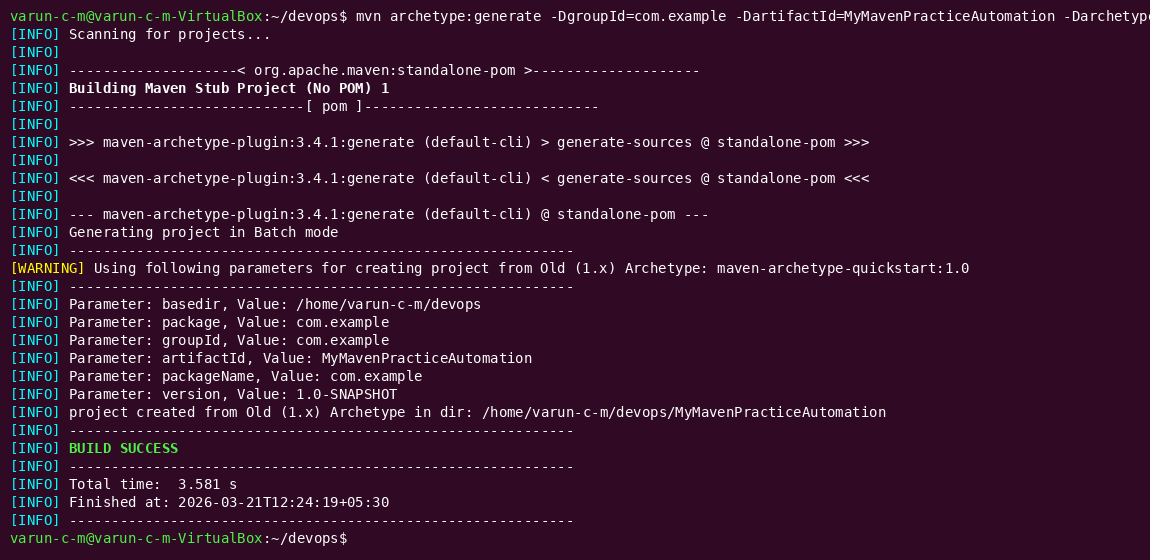 varun-c-m@varun-c-m-VirtualBox:~/devops$ mvn archetype:generate -DgroupId=com.example -DartifactId=MyMavenPracticeAutomation -Darchetype
[INFO] Scanning for projects...
[INFO]
[INFO] --------------------< org.apache.maven:standalone-pom >--------------------
[INFO] Building Maven Stub Project (No POM) 1
[INFO] ----------------------------[ pom ]----------------------------
[INFO]
[INFO] >>> maven-archetype-plugin:3.4.1:generate (default-cli) > generate-sources @ standalone-pom >>>
[INFO]
[INFO] <<< maven-archetype-plugin:3.4.1:generate (default-cli) < generate-sources @ standalone-pom <<<
[INFO]
[INFO] --- maven-archetype-plugin:3.4.1:generate (default-cli) @ standalone-pom ---
[INFO] Generating project in Batch mode
[INFO] ------------------------------------------------------------
[WARNING] Using following parameters for creating project from Old (1.x) Archetype: maven-archetype-quickstart:1.0
[INFO] ------------------------------------------------------------
[INFO] Parameter: basedir, Value: /home/varun-c-m/devops
[INFO] Parameter: package, Value: com.example
[INFO] Parameter: groupId, Value: com.example
[INFO] Parameter: artifactId, Value: MyMavenPracticeAutomation
[INFO] Parameter: packageName, Value: com.example
[INFO] Parameter: version, Value: 1.0-SNAPSHOT
[INFO] project created from Old (1.x) Archetype in dir: /home/varun-c-m/devops/MyMavenPracticeAutomation
[INFO] ------------------------------------------------------------
[INFO] BUILD SUCCESS
[INFO] ------------------------------------------------------------
[INFO] Total time:  3.581 s
[INFO] Finished at: 2026-03-21T12:24:19+05:30
[INFO] ------------------------------------------------------------
varun-c-m@varun-c-m-VirtualBox:~/devops$